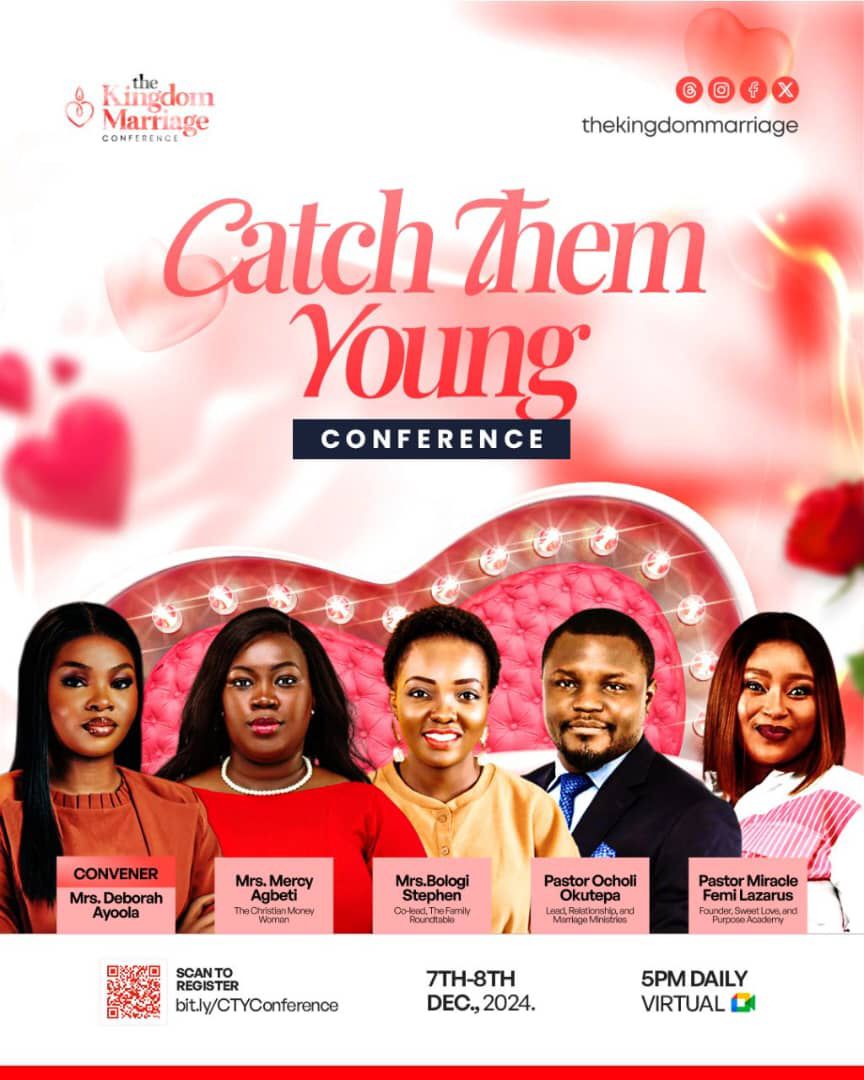 the
Kingdom
Marriage
CONFERENCE
thekingdommarriage
Catch Them
Young
CONFERENCE
CONVENER
Mrs. Deborah
Ayoola
Mrs. Mercy
Agbeti
The Christian Money
Woman
Mrs.Bologi
Stephen
Co-lead, The Family
Roundtable
Pastor Ocholi
Okutepa
Lead, Relationship, and
Marriage Ministries
Pastor Miracle
Femi Lazarus
Founder, Sweet Love, and
Purpose Academy
SCAN TO
REGISTER
bit.ly/CTYConference
7TH-8TH
DEC., 2024.
5PM DAILY
VIRTUAL